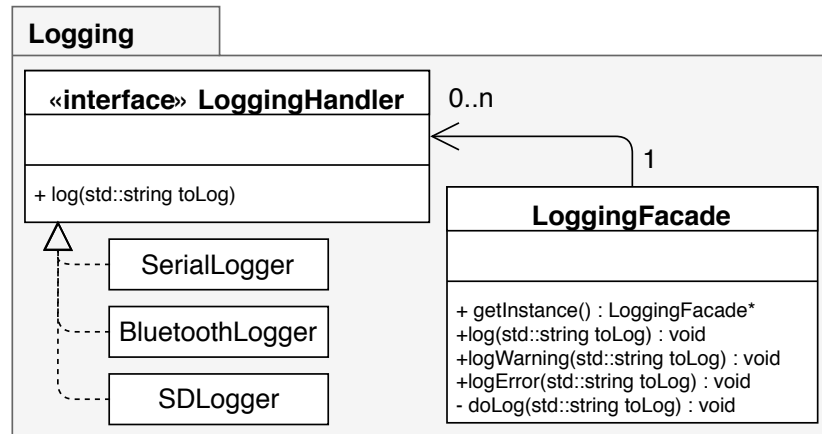 Logging
«interface» LoggingHandler
+ log(std::string toLog)
0..n
1
SerialLogger
BluetoothLogger
SDLogger
LoggingFacade
+ getInstance() : LoggingFacade*
+log(std::string toLog) : void
+logWarning(std::string toLog) : void
+logError(std::string toLog) : void
- doLog(std::string toLog) : void